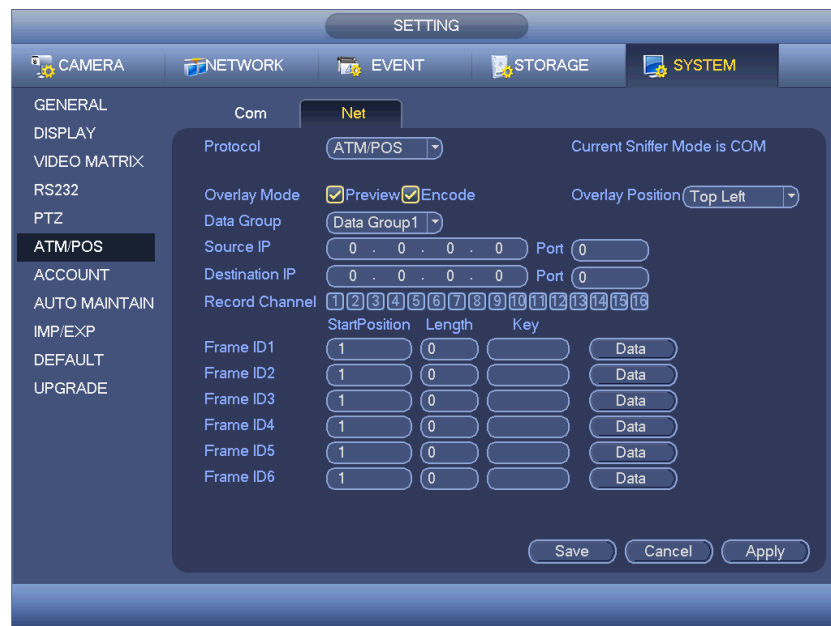 SETTING
CAMERA NETWORK EVENT STORAGE SYSTEM
GENERAL
DISPLAY
VIDEO MATRIX
RS232
PTZ
ATM/POS
ACCOUNT
AUTO MAINTAIN
IMP/EXP
DEFAULT
UPGRADE
Com Net
Protocol ATM/POS Current Sniffer Mode is COM
Overlay Mode Preview Encode Overlay Position Top Left
Data Group Data Group1
Source IP 0 . 0 . 0 . 0 Port 0
Destination IP 0 . 0 . 0 . 0 Port 0
Record Channel 1 2 3 4 5 6 7 8 9 10 11 12 13 14 15 16
StartPosition Length Key
Frame ID1 1 0 Data
Frame ID2 1 0 Data
Frame ID3 1 0 Data
Frame ID4 1 0 Data
Frame ID5 1 0 Data
Frame ID6 1 0 Data
Save Cancel Apply